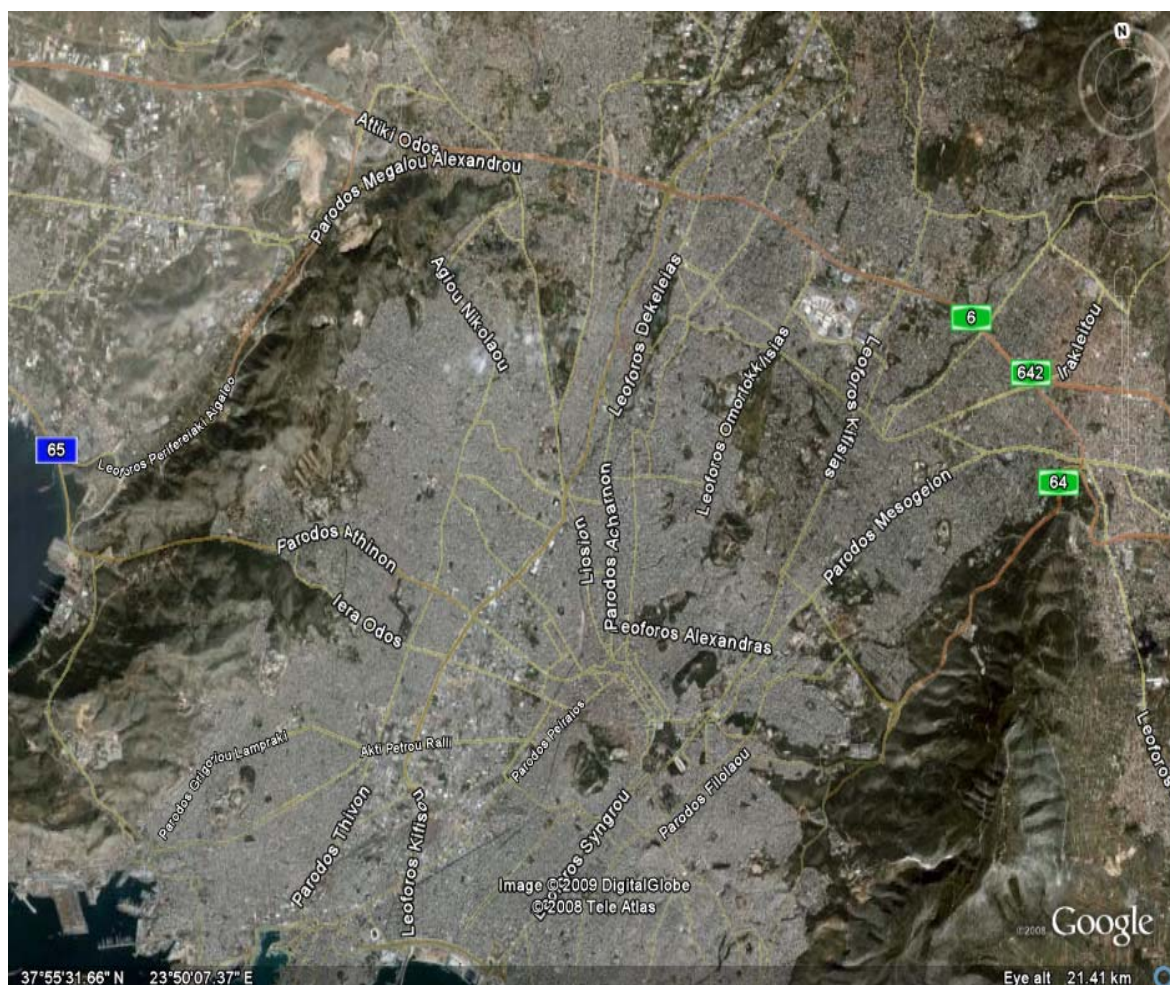 N
Attiki Odos
Parodos Megalou Alexandrou
Agiou Nikolaou
Leoforos Dekeleias
6
642
Irakleitou
Leoforos Omorfokklisias
Leoforos Kifisias
65
Leoforos Perifereiaki Aigaleo
64
Parodos Mesogeion
Parodos Athinon
Liosion
Parodos Acharnon
Iera Odos
Leoforos Alexandras
Leoforos
Parodos Peiraios
Akti Petrou Ralli
Parodos Grigoriou Lampraki
Parodos Filolaou
Parodos Thivon
Leoforos Kifisou
Leoforos Syngrou
Image © 2009 DigitalGlobe
© 2008 Tele Atlas
©2008 Google
37°55'31.66" N 23°50'07.37" E
Eye alt 21.41 km